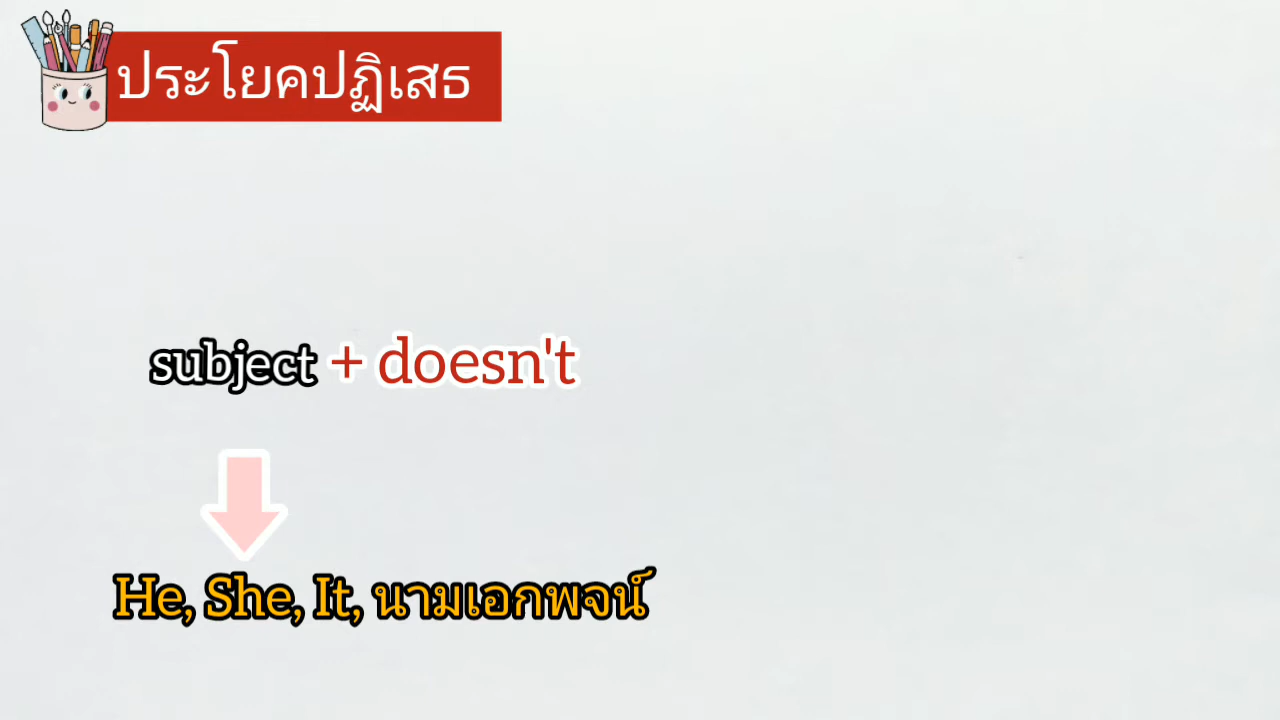 ประโยคปฏิเสธ
subject + doesn't
He, She, It, นามเอกพจน์